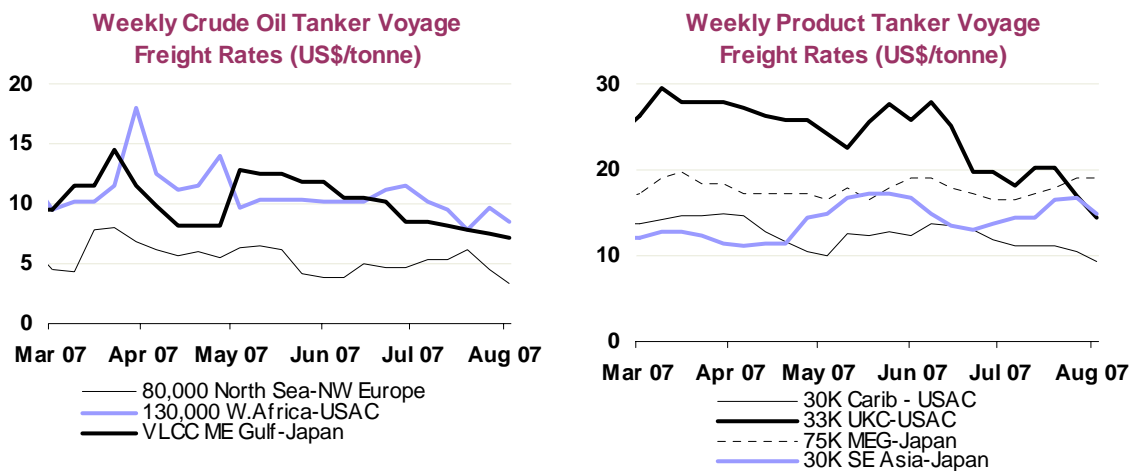 Weekly Crude Oil Tanker Voyage
Freight Rates (US$/tonne)
20
15
10
5
0
Mar 07 Apr 07 May 07 Jun 07 Jul 07 Aug 07
80,000 North Sea-NW Europe
130,000 W.Africa-USAC
VLCC ME Gulf-Japan
Weekly Product Tanker Voyage
Freight Rates (US$/tonne)
30
20
10
0
Mar 07 Apr 07 May 07 Jun 07 Jul 07 Aug 07
30K Carib - USAC
33K UKC-USAC
75K MEG-Japan
30K SE Asia-Japan